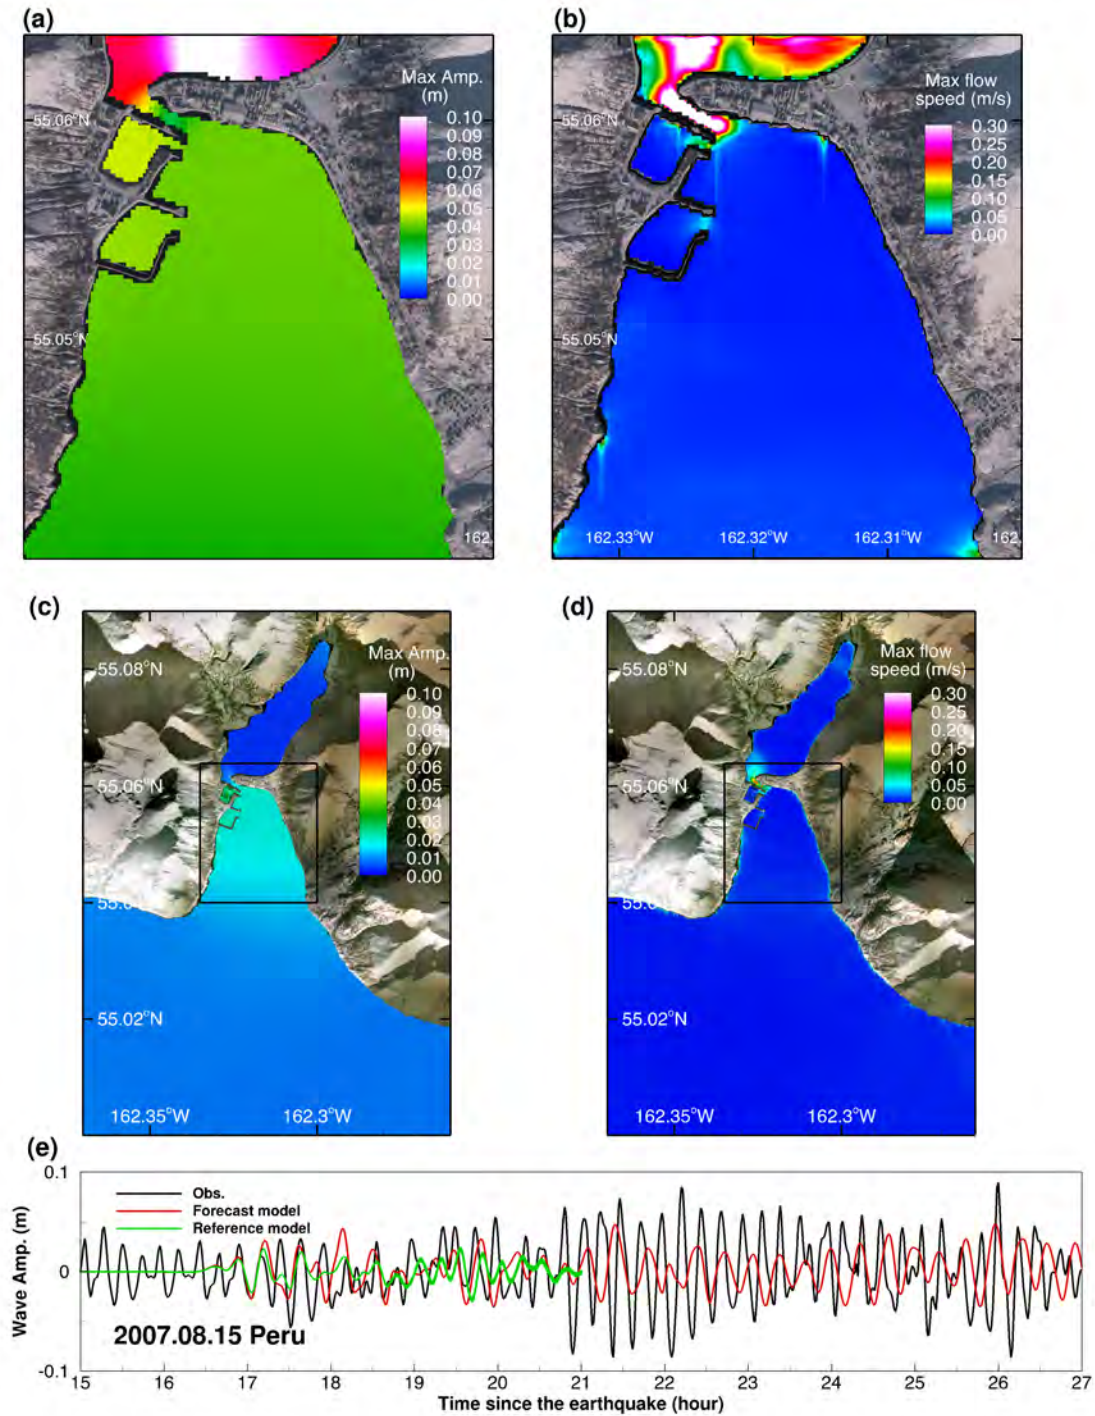 (a)
(b)
Max Amp.
(m)
0.10
0.09
0.08
0.07
0.06
0.05
0.04
0.03
0.02
0.01
0.00
55.06°N
55.05°N
162.
Max flow
speed (m/s)
0.30
0.25
0.20
0.15
0.10
0.05
0.00
55.06°N
55.05°N
162.33°W 162.32°W 162.31°W 162.
(c)
(d)
Max Amp.
(m)
0.10
0.09
0.08
0.07
0.06
0.05
0.04
0.03
0.02
0.01
0.00
55.08°N
55.06°N
55.02°N
162.35°W 162.3°W
Max flow
speed (m/s)
0.30
0.25
0.20
0.15
0.10
0.05
0.00
55.08°N
55.06°N
55.02°N
162.35°W 162.3°W
(e)
Wave Amp. (m)
0.1
0
-0.1
Obs.
Forecast model
Reference model
2007.08.15 Peru
15 16 17 18 19 20 21 22 23 24 25 26 27
Time since the earthquake (hour)